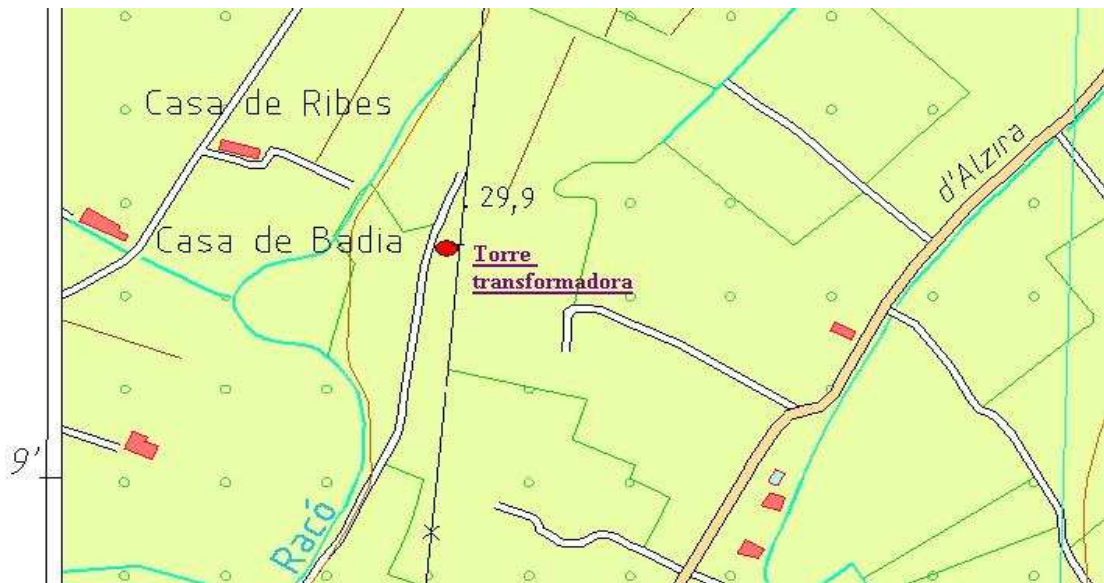 Casa de Ribes
d'Alzira
. 29,9
Casa de Badia
Torre
transformadora
9'
Racó